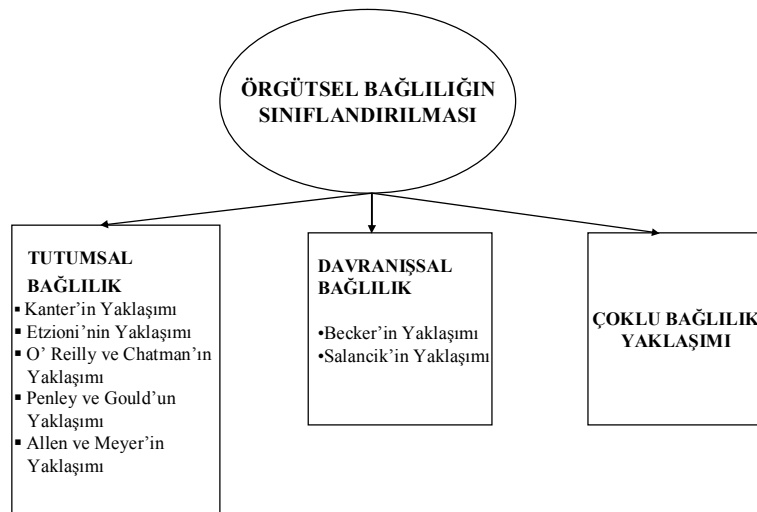 ÖRGÜTSEL BAĞLILIĞIN
SINIFLANDIRILMASI
TUTUMSAL
BAĞLILIK
▪ Kanter’in Yaklaşımı
▪ Etzioni’nin Yaklaşımı
▪ O’ Reilly ve Chatman’ın
Yaklaşımı
▪ Penley ve Gould’un
Yaklaşımı
▪ Allen ve Meyer’in
Yaklaşımı
DAVRANIŞSAL
BAĞLILIK
•Becker’in Yaklaşımı
•Salancik’in Yaklaşımı
ÇOKLU BAĞLILIK
YAKLAŞIMI